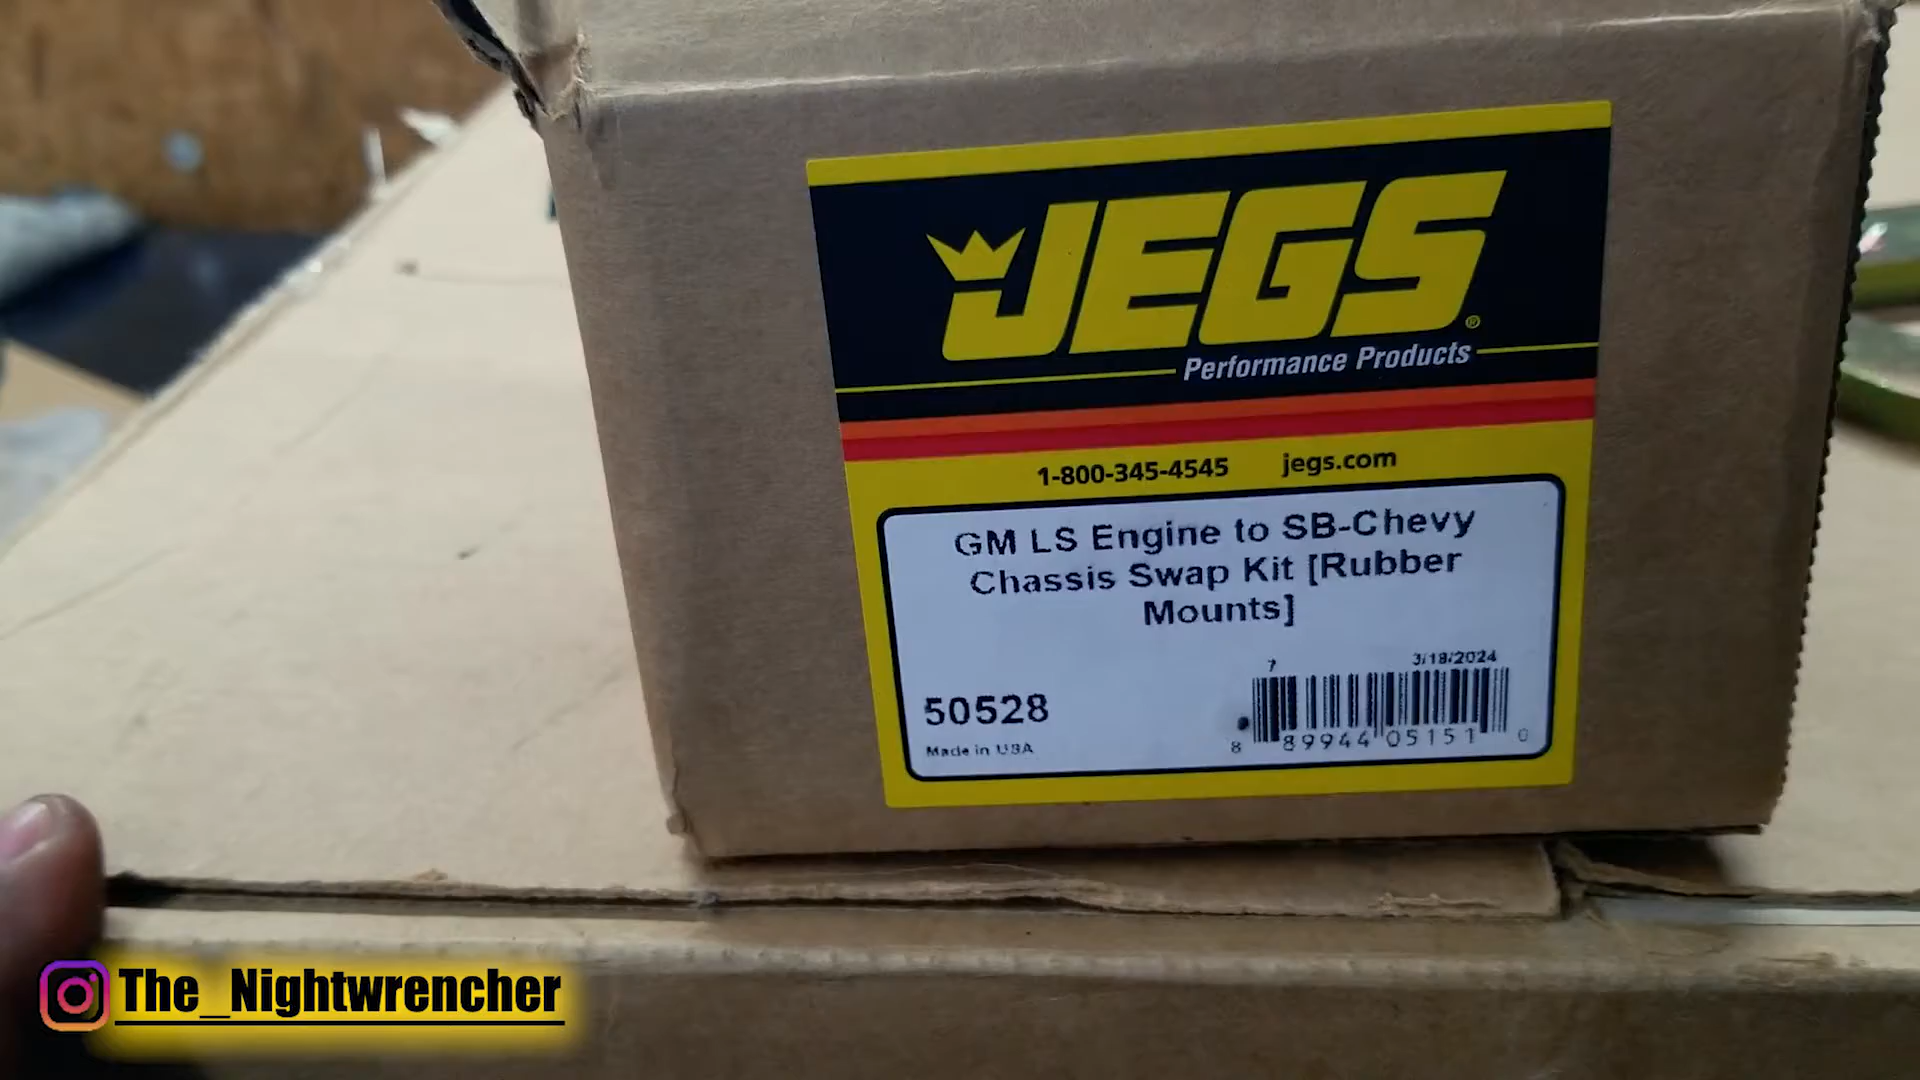 JEGS®
Performance Products
1-800-345-4545 jegs.com
GM LS Engine to SB-Chevy
Chassis Swap Kit [Rubber
Mounts]
7 3/18/2024
50528
8 89944 05151 0
Made in USA
The_Nightwrencher